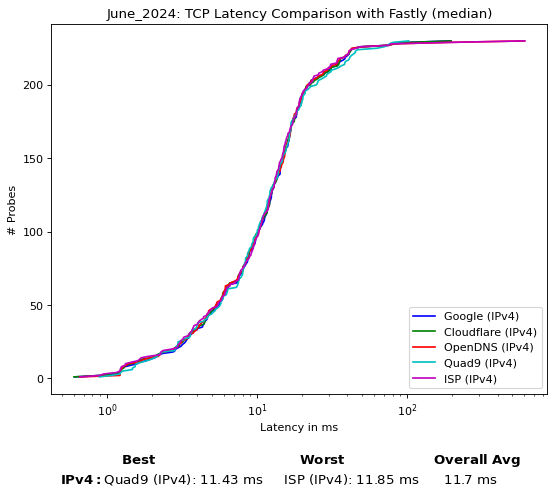 June_2024: TCP Latency Comparison with Fastly (median)
# Probes
200
150
100
50
0
10^0
10^1
10^2
Latency in ms
Google (IPv4)
Cloudflare (IPv4)
OpenDNS (IPv4)
Quad9 (IPv4)
ISP (IPv4)
Best Worst Overall Avg
IPv4: Quad9 (IPv4): 11.43 ms ISP (IPv4): 11.85 ms 11.7 ms